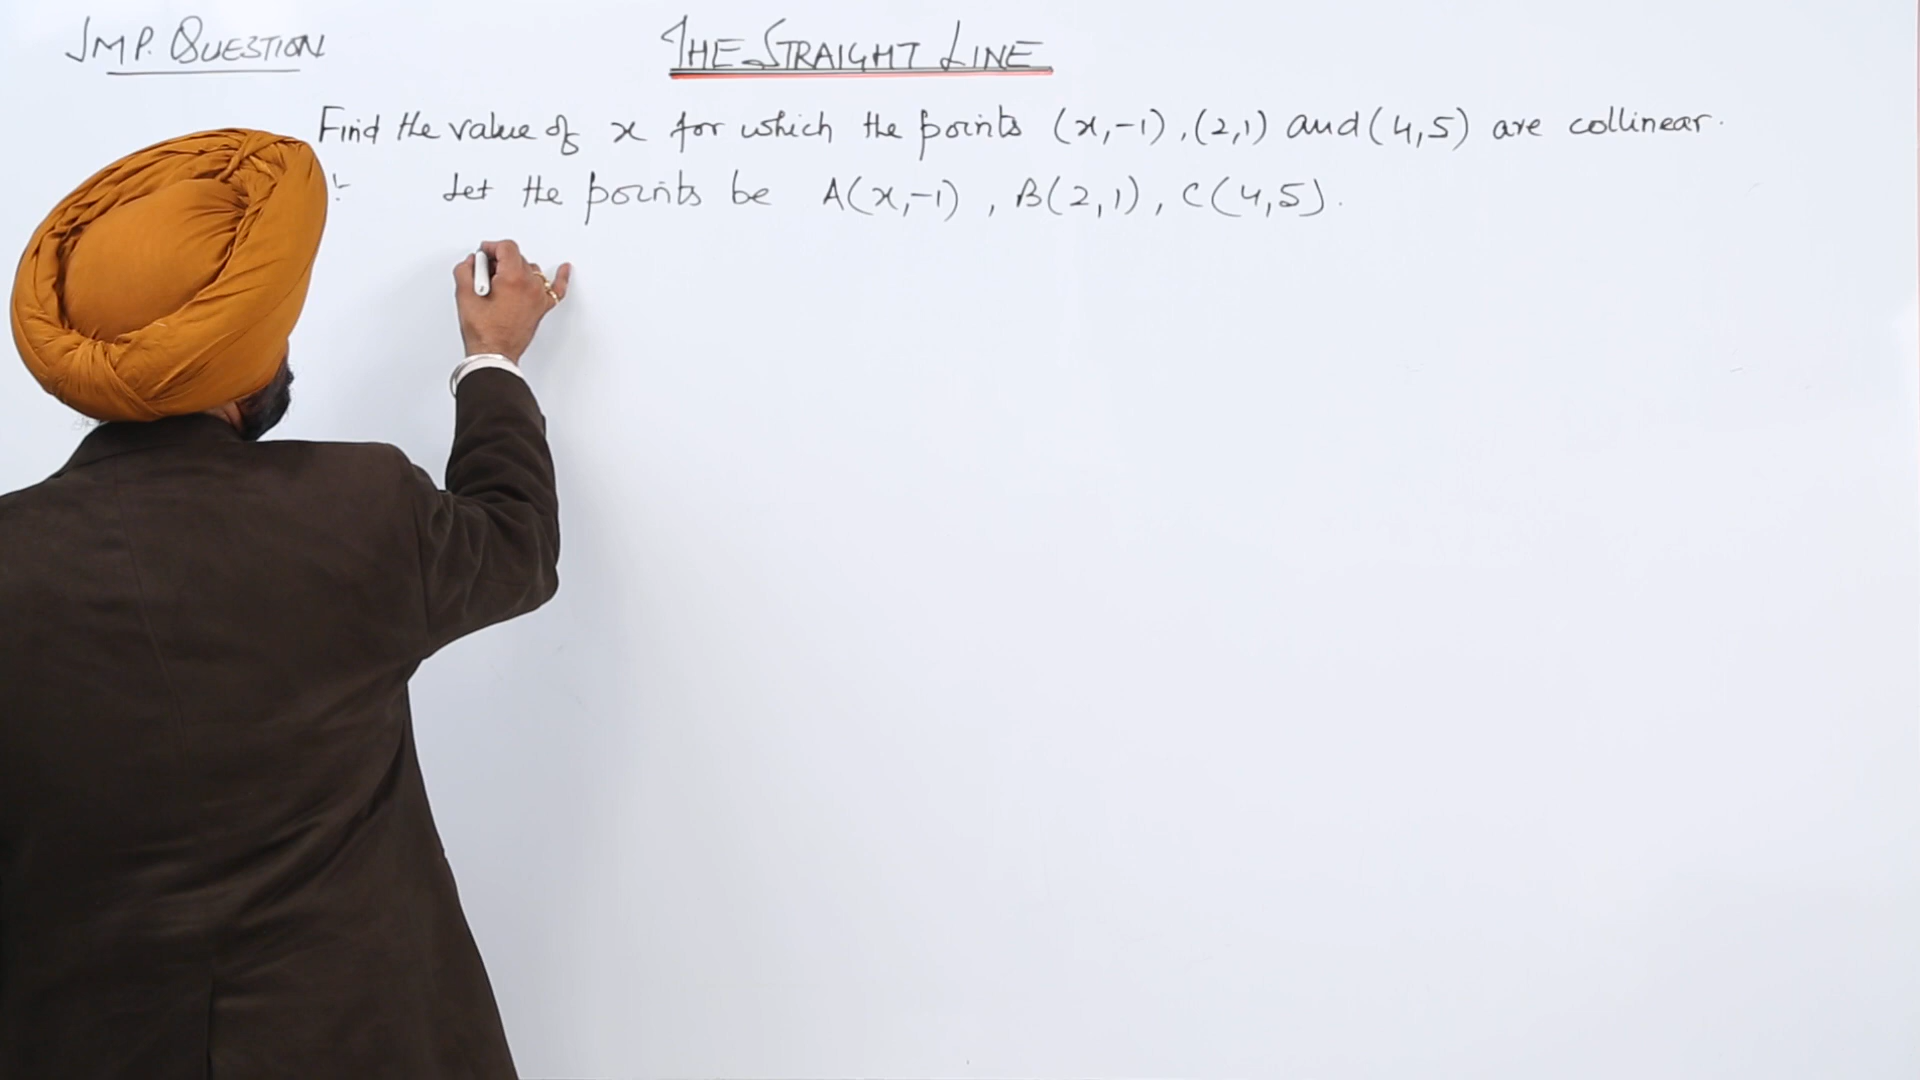 IMP. QUESTION
THE STRAIGHT LINE
Find the value of x for which the points (x,-1), (2,1) and (4,5) are collinear.
:- Let the points be A(x,-1), B(2,1), C(4,5).